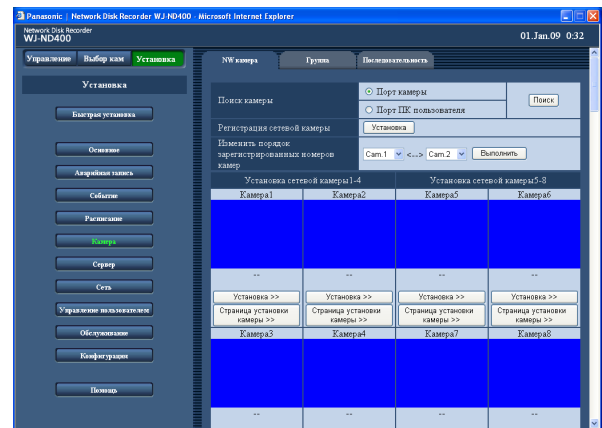 Panasonic | Network Disk Recorder WJ-ND400 - Microsoft Internet Explorer
Network Disk Recorder
WJ-ND400
01.Jan.09 0:32
Управление Выбор кам Установка
Установка
Быстрая установка
Основное
Аварийная запись
Событие
Расписание
Камера
Сервер
Сеть
Управление пользователем
Обслуживание
Конфигурации
Помощь
NW камера Группа Последовательность
Поиск камеры
Порт камеры
Порт ПК пользователя
Поиск
Регистрация сетевой камеры Установка
Изменить порядок
зарегистрированных номеров
камер
Cam.1 <--> Cam.2 Выполнить
Установка сетевой камеры1-4 Установка сетевой камеры5-8
Камера1 Камера2 Камера5 Камера6
-- -- -- --
Установка >> Установка >> Установка >> Установка >>
Страница установки Страница установки Страница установки Страница установки
камеры >> камеры >> камеры >> камеры >>
Камера3 Камера4 Камера7 Камера8
-- -- -- --